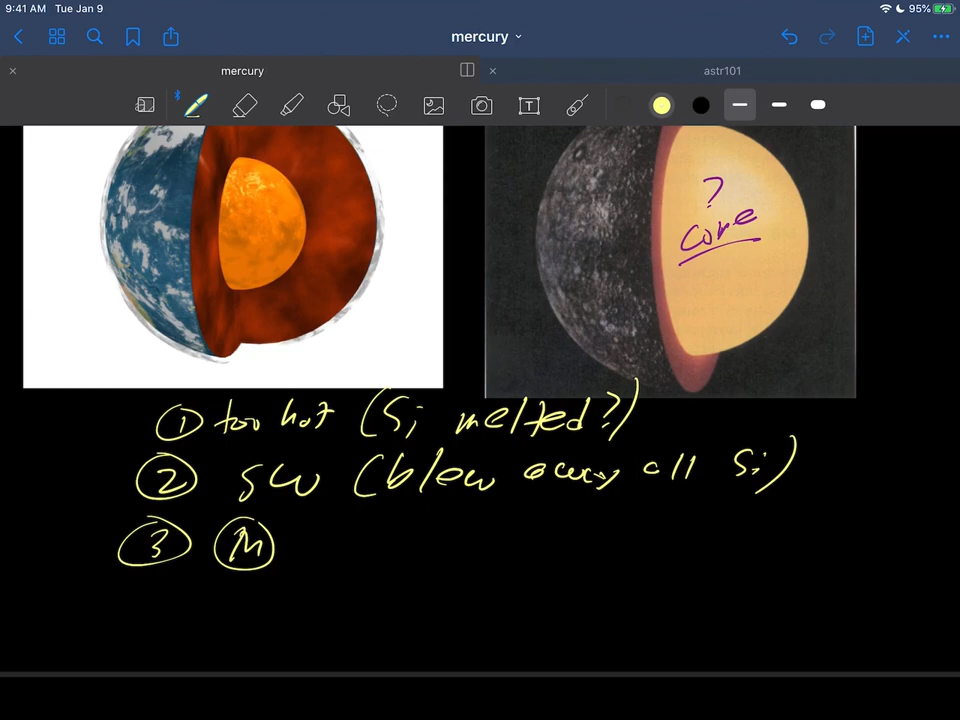 9:41 AM Tue Jan 9
95%
mercury
mercury
astr101
T
?
core
① too hot (Si melted?)
② SW (blew away all Si)
③ Ⓜ